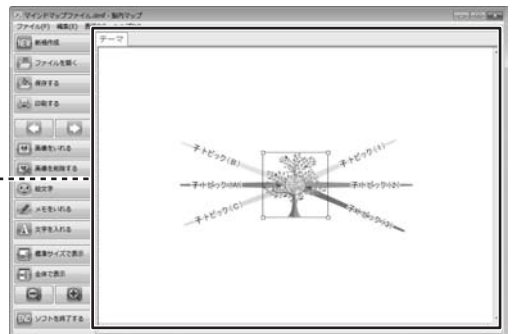 マインドマップファイル.dmf - 脳内マップ
ファイル(F) 編集(E)
新規作成
ファイルを開く
保存する
印刷する
画像をいれる
画像を削除する
絵文字
メモをいれる
文字を入れる
標準サイズで表示
全体で表示
ソフトを終了する
テーマ
子トピック(B)
子トピック(1)
子トピック(A)
子トピック(2)
子トピック(C)
子トピック(3)